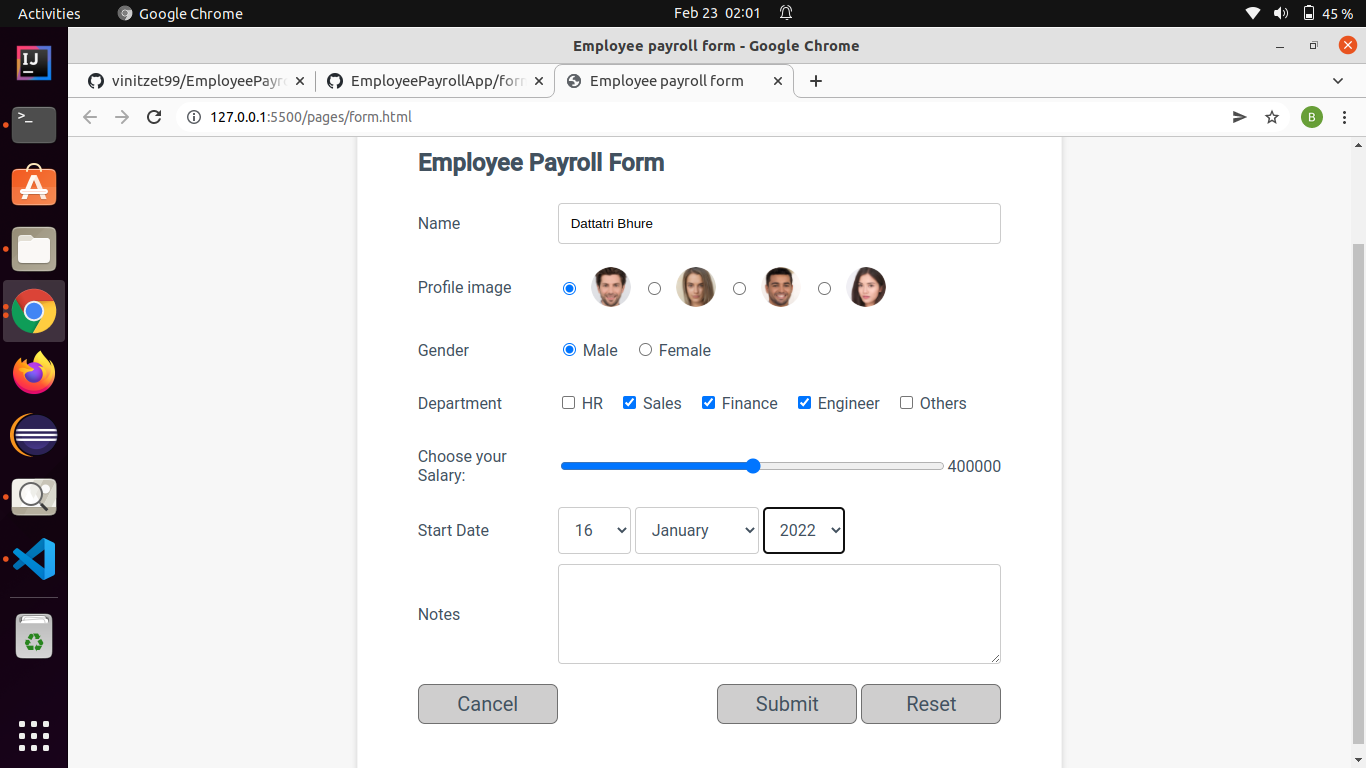 Activities Google Chrome Feb 23 02:01 45 %
Employee payroll form - Google Chrome
vinitzet99/EmployeePayr EmployeePayrollApp/forn Employee payroll form
127.0.0.1:5500/pages/form.html B
Employee Payroll Form
Name Dattatri Bhure
Profile image
Gender Male Female
Department HR Sales Finance Engineer Others
Choose your
Salary: 400000
Start Date 16 January 2022
Notes
Cancel Submit Reset
IJ
>_